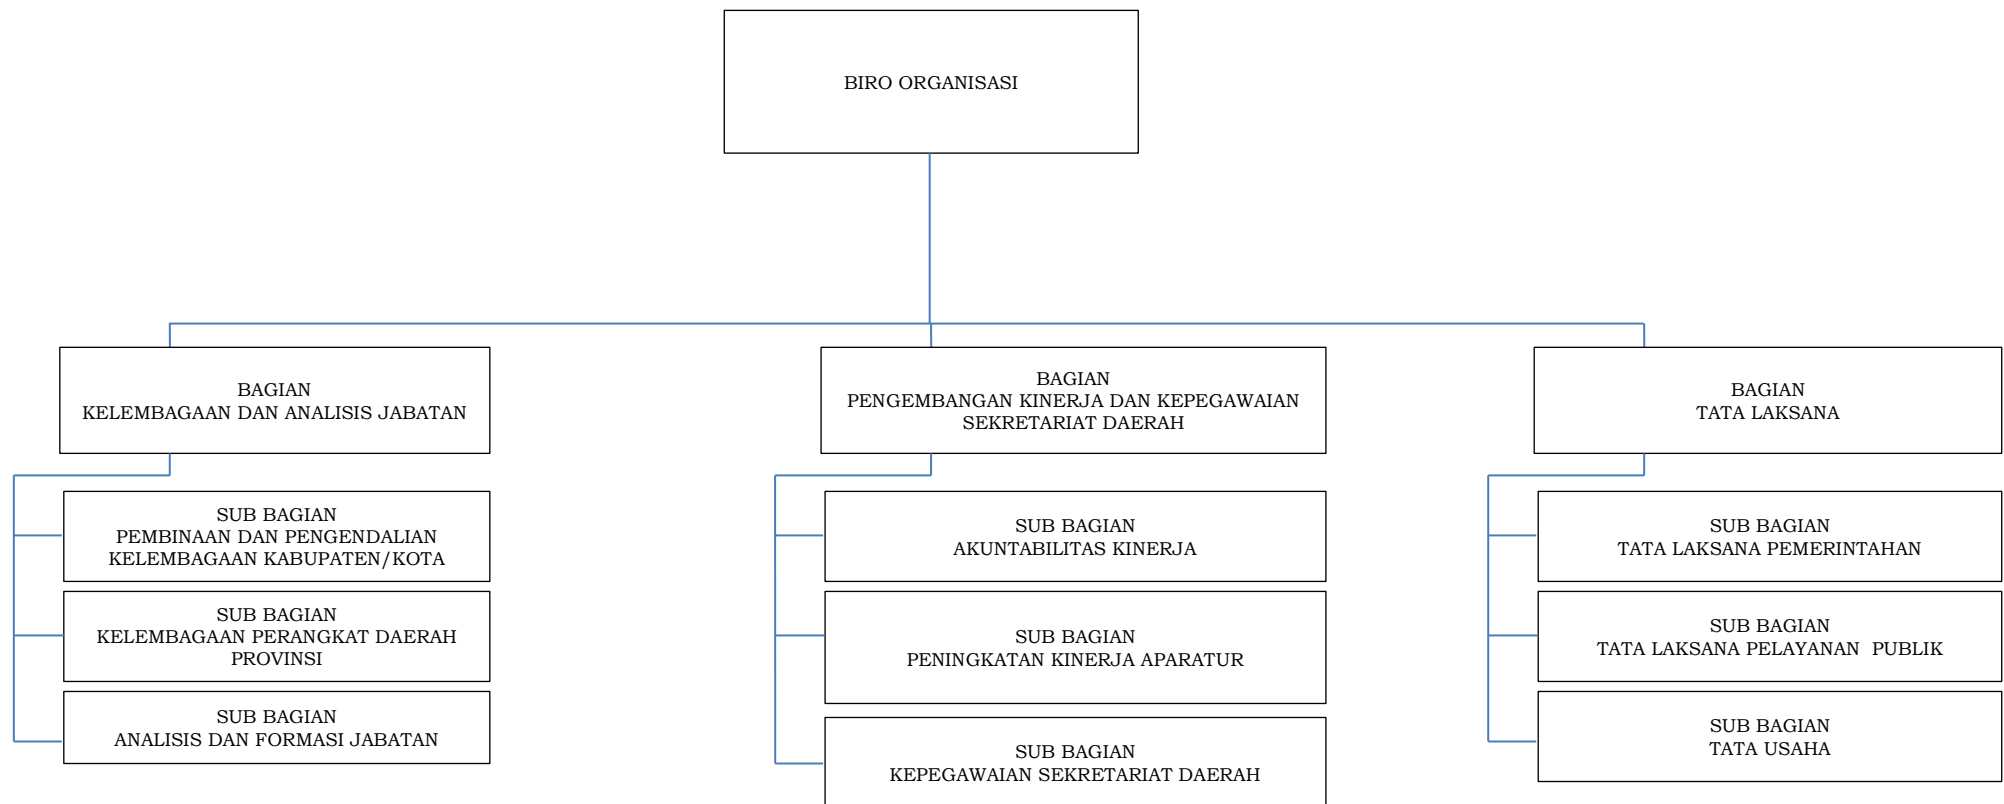 BIRO ORGANISASI
BAGIAN
KELEMBAGAAN DAN ANALISIS JABATAN
BAGIAN
PENGEMBANGAN KINERJA DAN KEPEGAWAIAN
SEKRETARIAT DAERAH
BAGIAN
TATA LAKSANA
SUB BAGIAN
PEMBINAAN DAN PENGENDALIAN
KELEMBAGAAN KABUPATEN/KOTA
SUB BAGIAN
KELEMBAGAAN PERANGKAT DAERAH
PROVINSI
SUB BAGIAN
ANALISIS DAN FORMASI JABATAN
SUB BAGIAN
AKUNTABILITAS KINERJA
SUB BAGIAN
PENINGKATAN KINERJA APARATUR
SUB BAGIAN
KEPEGAWAIAN SEKRETARIAT DAERAH
SUB BAGIAN
TATA LAKSANA PEMERINTAHAN
SUB BAGIAN
TATA LAKSANA PELAYANAN  PUBLIK
SUB BAGIAN
TATA USAHA